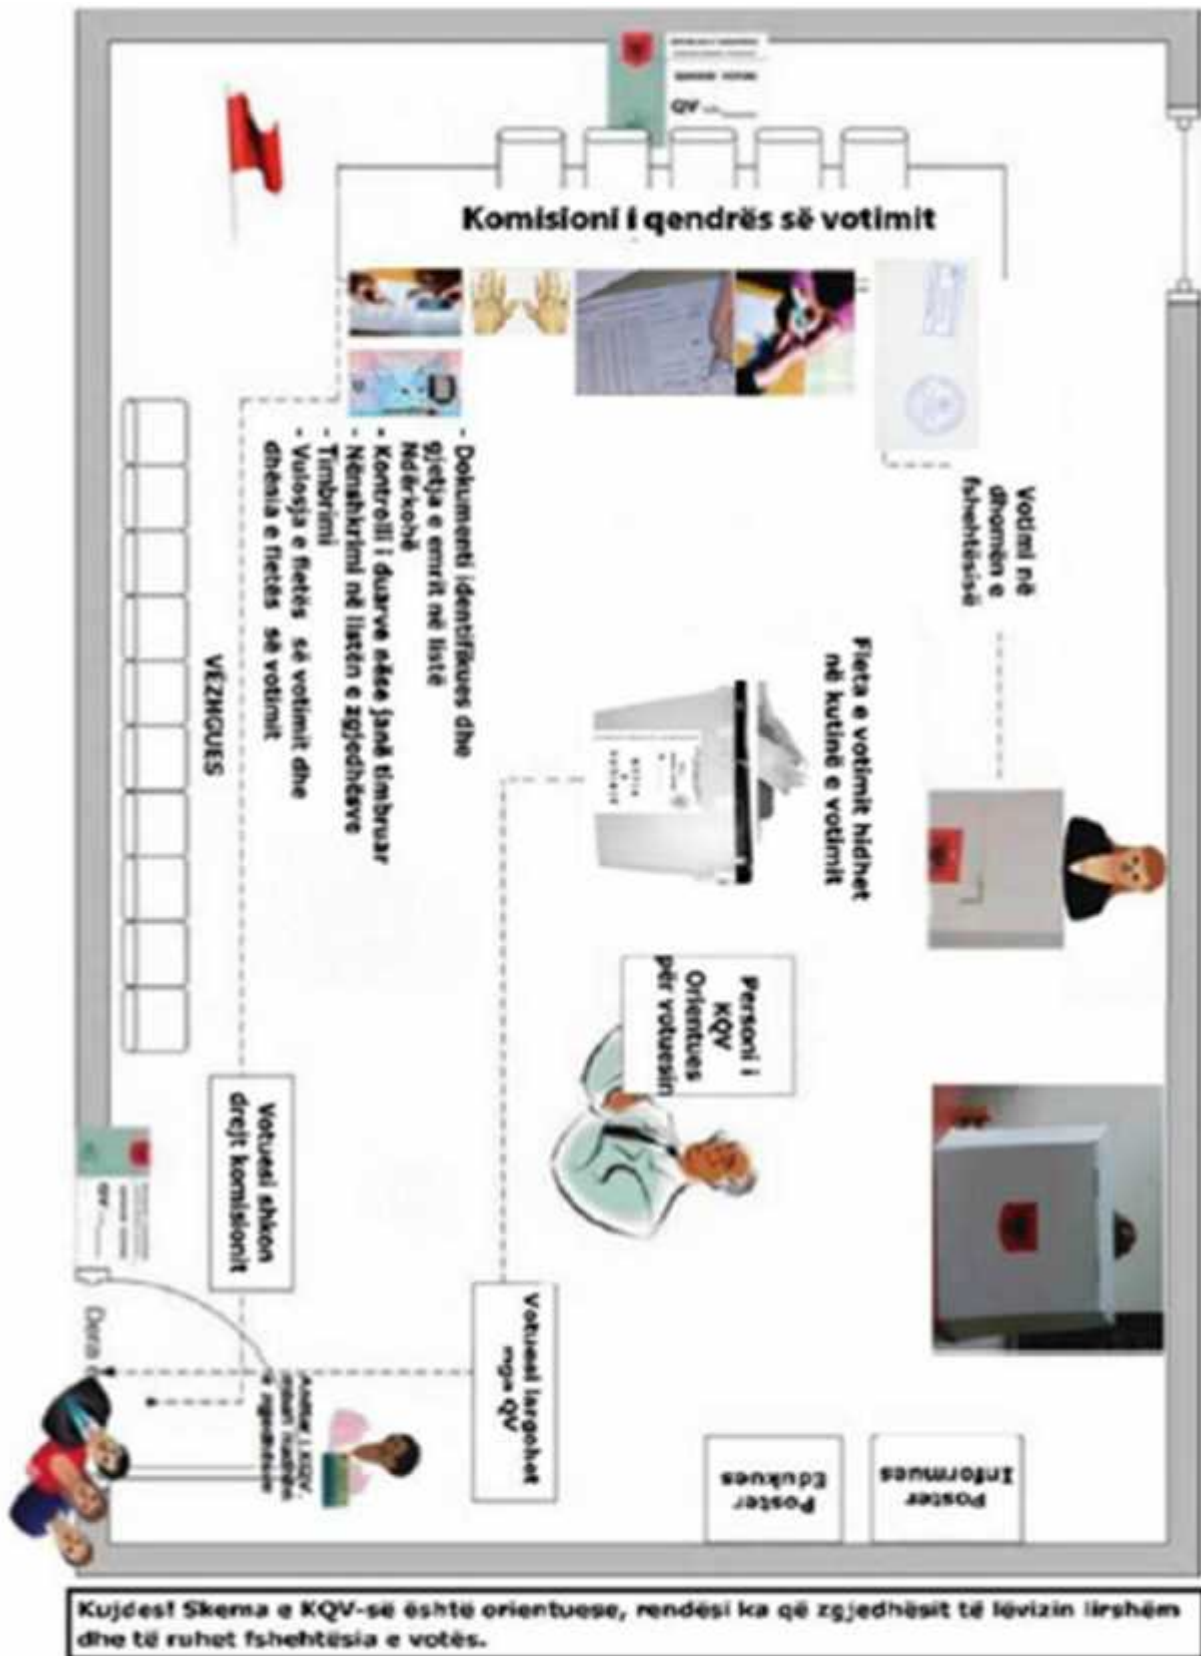 QV
Komisioni i qendrës së votimit
- Dokumenti identifikues dhe
gjetja e emrit në listë
Ndërkohë
- Kontrolli i duarve nëse janë timbruar
- Nënshkrimi në listën e zgjedhësve
- Timbrimi
- Vulosja e fletës së votimit dhe
dhënia e fletës së votimit
Votimi në
dhomën e
fshehtësisë
Fleta e votimit hidhet
në kutinë e votimit
VËZHGUES
Personi i
KQV
Orientues
për votuesin
Votuesi shkon
drejt komisionit
Votuesi largohet
nga QV
QV
Dera
Poster
Edukues
Poster
Informues
Kujdes! Skema e KQV-së është orientuese, rëndësi ka që zgjedhësit të lëvizin lirshëm
dhe të ruhet fshehtësia e votës.